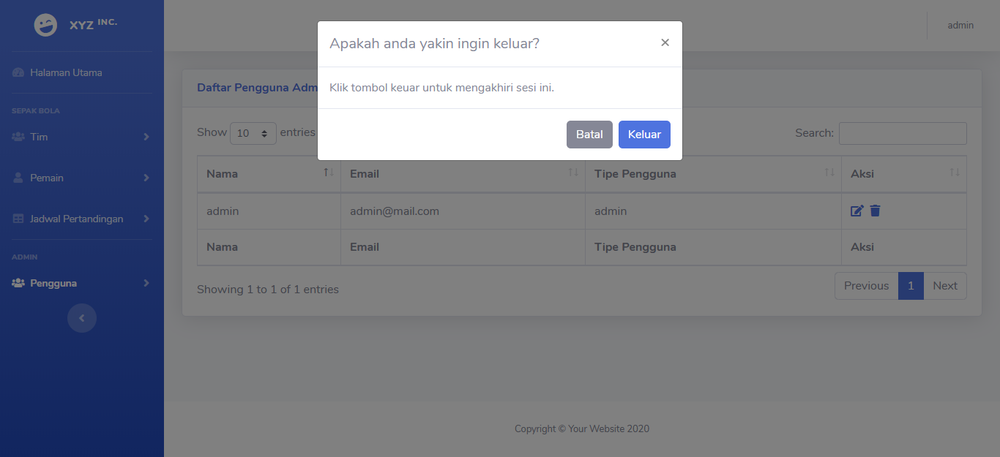 XYZ INC.
admin
Halaman Utama
SEPAK BOLA
Tim
Pemain
Jadwal Pertandingan
ADMIN
Pengguna
Apakah anda yakin ingin keluar? ×
Klik tombol keuar untuk mengakhiri sesi ini.
Batal Keluar
Daftar Pengguna Adm
Show 10 entries Search:
Nama Email Tipe Pengguna Aksi
admin admin@mail.com admin
Nama Email Tipe Pengguna Aksi
Showing 1 to 1 of 1 entries Previous 1 Next
Copyright © Your Website 2020